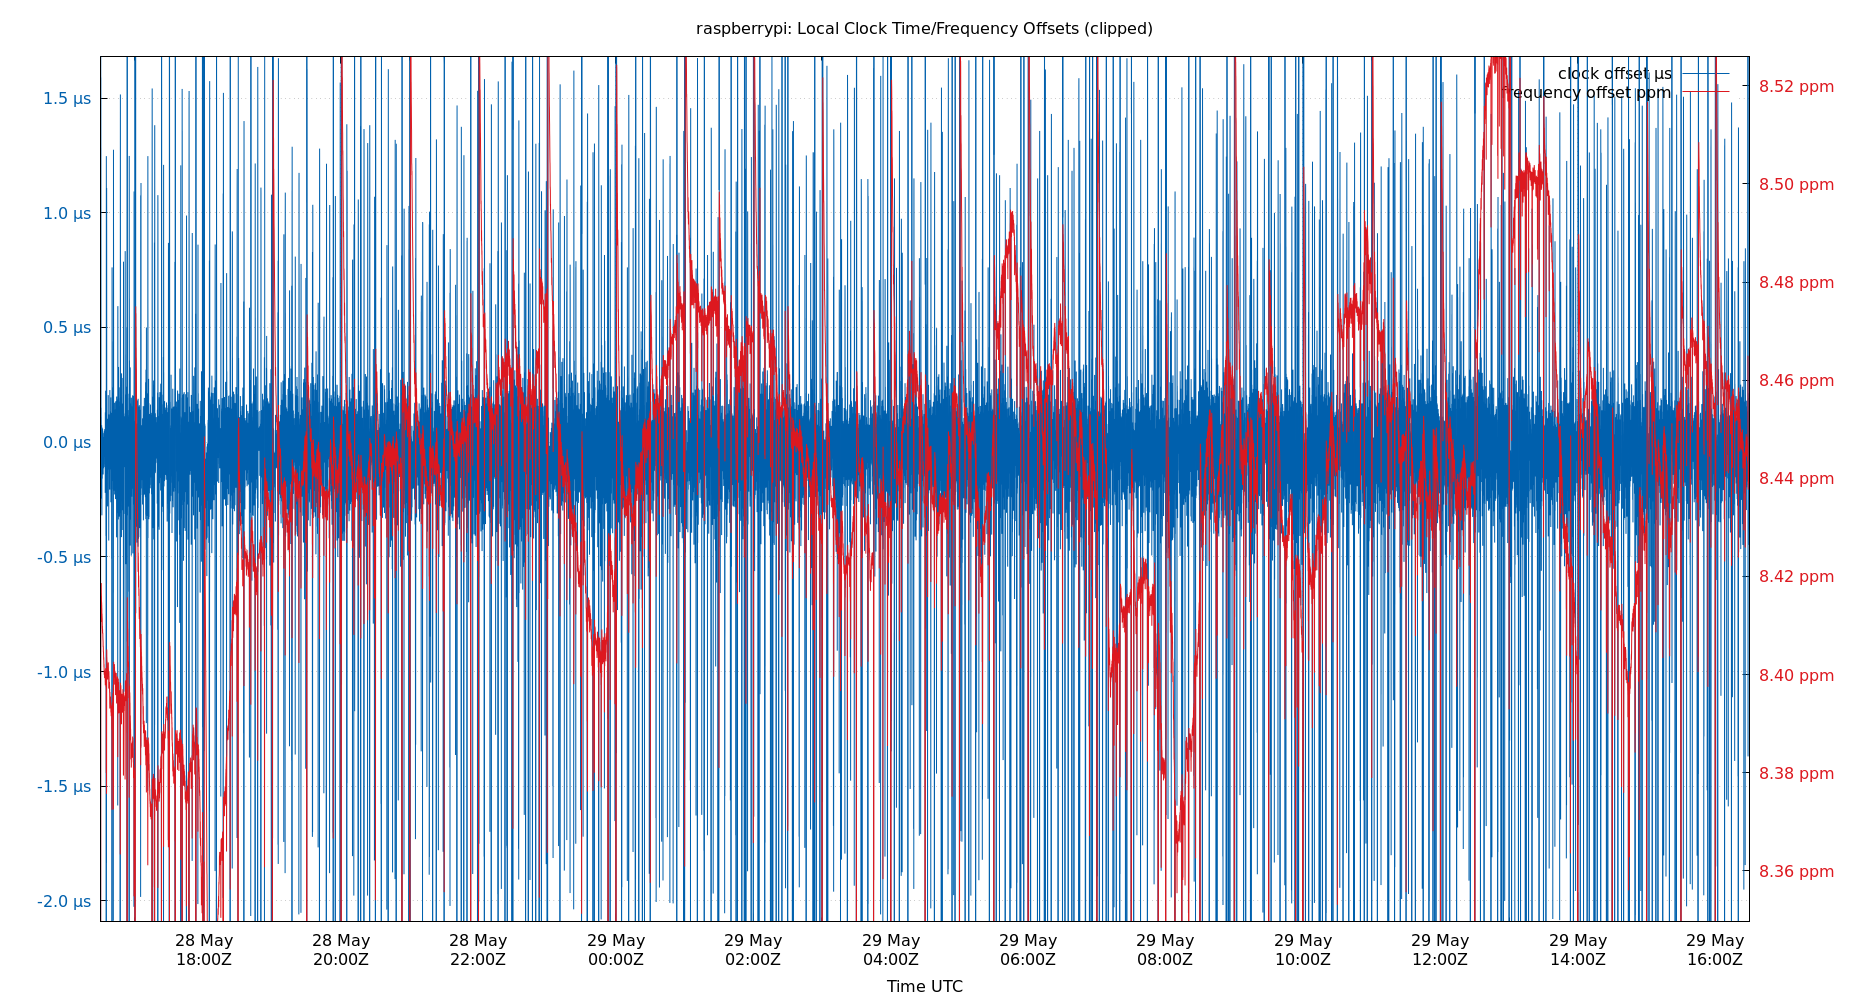 raspberrypi: Local Clock Time/Frequency Offsets (clipped)
clock offset µs
frequency offset ppm
1.5 µs
1.0 µs
0.5 µs
0.0 µs
-0.5 µs
-1.0 µs
-1.5 µs
-2.0 µs
8.52 ppm
8.50 ppm
8.48 ppm
8.46 ppm
8.44 ppm
8.42 ppm
8.40 ppm
8.38 ppm
8.36 ppm
28 May 28 May 28 May 29 May 29 May 29 May 29 May 29 May 29 May 29 May 29 May 29 May
18:00Z 20:00Z 22:00Z 00:00Z 02:00Z 04:00Z 06:00Z 08:00Z 10:00Z 12:00Z 14:00Z 16:00Z
Time UTC